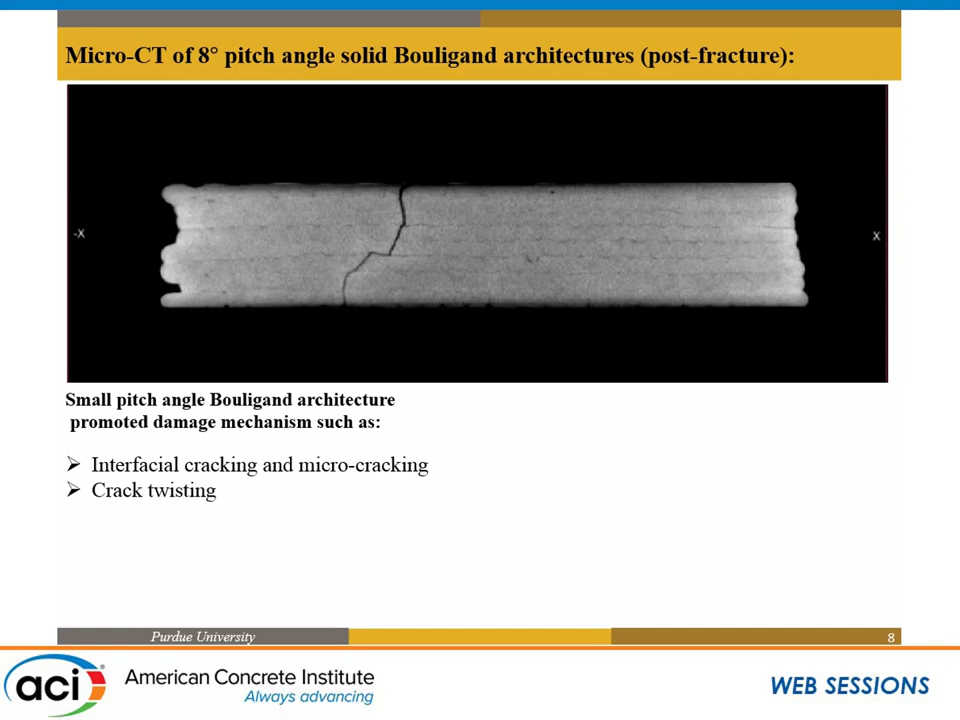 Micro-CT of 8° pitch angle solid Bouligand architectures (post-fracture):
-X
X
Small pitch angle Bouligand architecture
promoted damage mechanism such as:
➢ Interfacial cracking and micro-cracking
➢ Crack twisting
Purdue University
8
aci®
American Concrete Institute
Always advancing
WEB SESSIONS